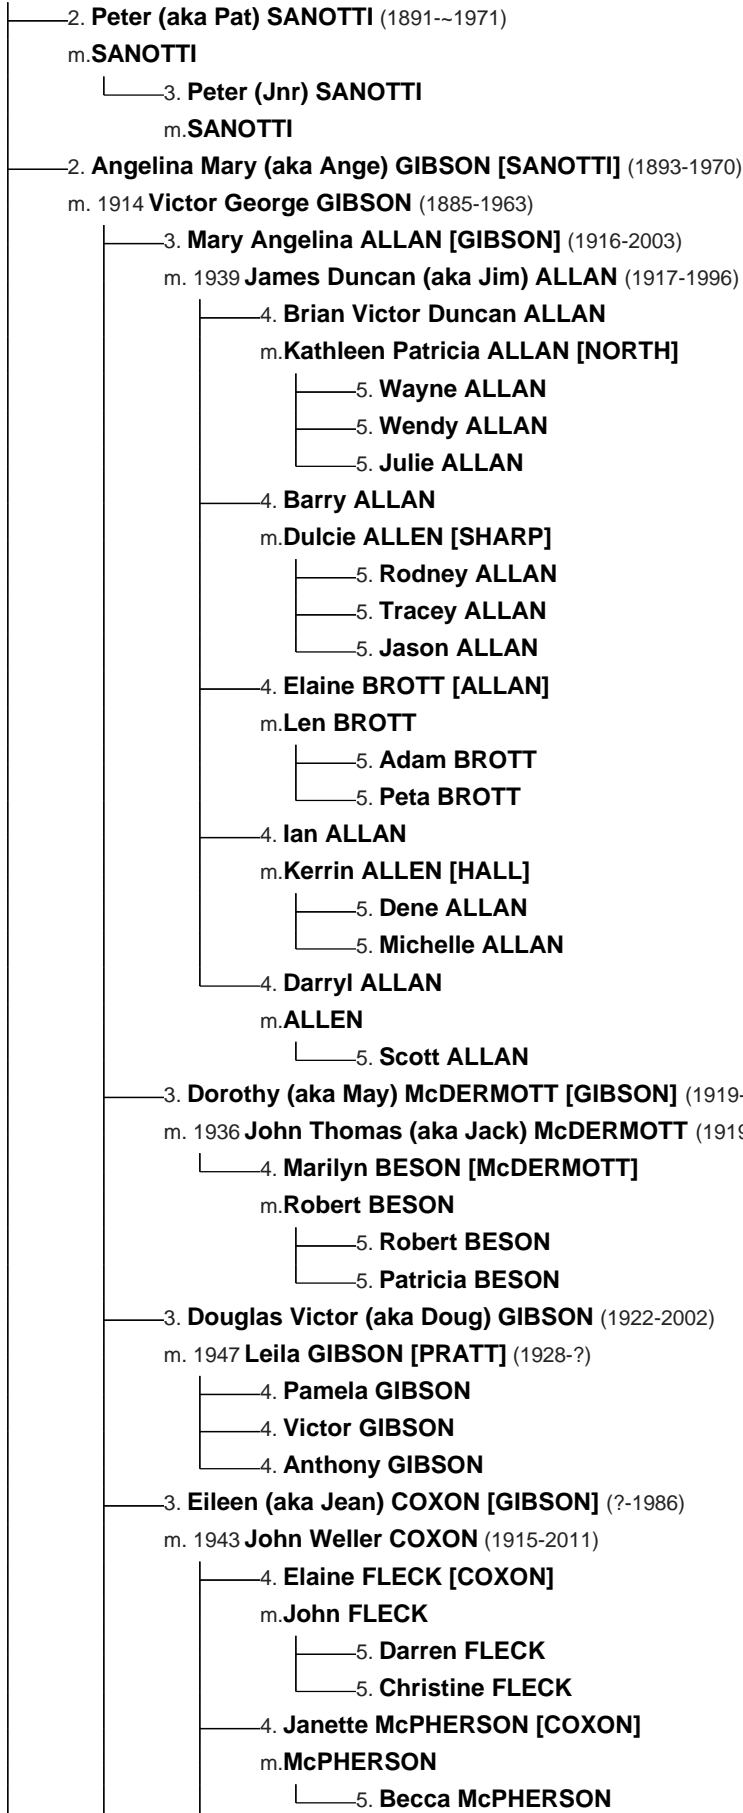 2. Peter (aka Pat) SANOTTI (1891-~1971)
m.SANOTTI
3. Peter (Jnr) SANOTTI
m.SANOTTI
2. Angelina Mary (aka Ange) GIBSON [SANOTTI] (1893-1970)
m. 1914 Victor George GIBSON (1885-1963)
3. Mary Angelina ALLAN [GIBSON] (1916-2003)
m. 1939 James Duncan (aka Jim) ALLAN (1917-1996)
4. Brian Victor Duncan ALLAN
m.Kathleen Patricia ALLAN [NORTH]
5. Wayne ALLAN
5. Wendy ALLAN
5. Julie ALLAN
4. Barry ALLAN
m.Dulcie ALLEN [SHARP]
5. Rodney ALLAN
5. Tracey ALLAN
5. Jason ALLAN
4. Elaine BROTT [ALLAN]
m.Len BROTT
5. Adam BROTT
5. Peta BROTT
4. Ian ALLAN
m.Kerrin ALLEN [HALL]
5. Dene ALLAN
5. Michelle ALLAN
4. Darryl ALLAN
m.ALLEN
5. Scott ALLAN
3. Dorothy (aka May) McDERMOTT [GIBSON] (1919-
m. 1936 John Thomas (aka Jack) McDERMOTT (1919
4. Marilyn BESON [McDERMOTT]
m.Robert BESON
5. Robert BESON
5. Patricia BESON
3. Douglas Victor (aka Doug) GIBSON (1922-2002)
m. 1947 Leila GIBSON [PRATT] (1928-?)
4. Pamela GIBSON
4. Victor GIBSON
4. Anthony GIBSON
3. Eileen (aka Jean) COXON [GIBSON] (?-1986)
m. 1943 John Weller COXON (1915-2011)
4. Elaine FLECK [COXON]
m.John FLECK
5. Darren FLECK
5. Christine FLECK
4. Janette McPHERSON [COXON]
m.McPHERSON
5. Becca McPHERSON